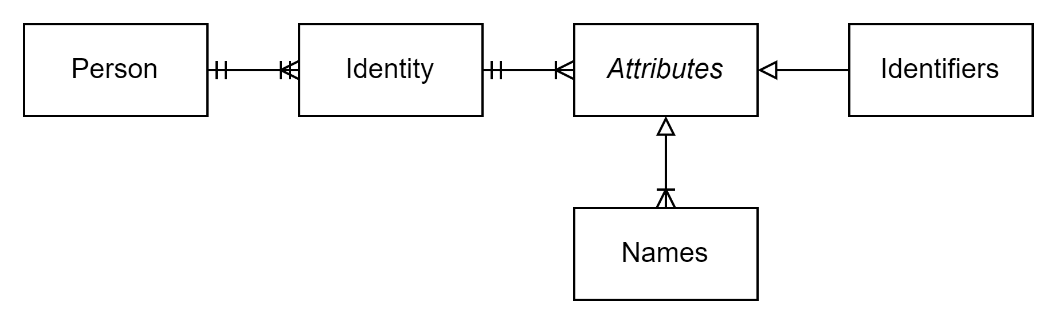 Person
Identity
Attributes
Identifiers
Names